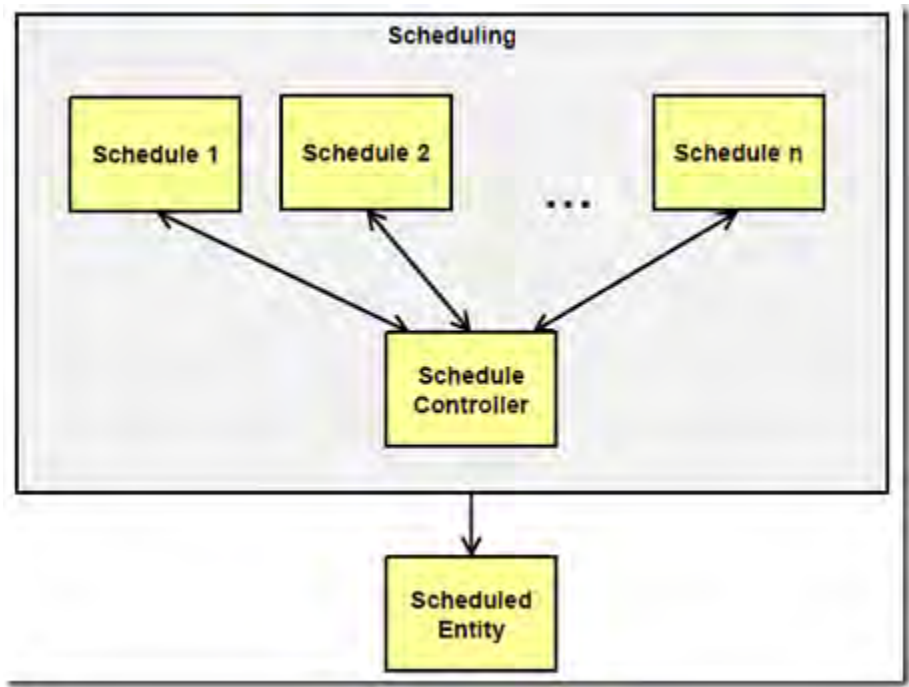 Scheduling
Schedule 1
Schedule 2
...
Schedule n
Schedule
Controller
Scheduled
Entity